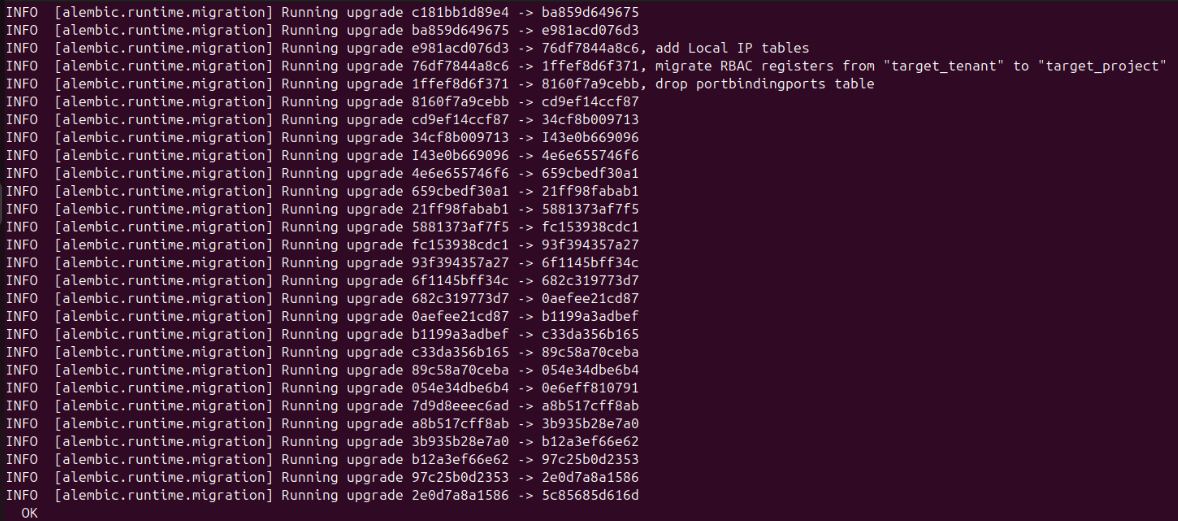 INFO  [alembic.runtime.migration] Running upgrade c181bb1d89e4 -> ba859d649675
INFO  [alembic.runtime.migration] Running upgrade ba859d649675 -> e981acd076d3
INFO  [alembic.runtime.migration] Running upgrade e981acd076d3 -> 76df7844a8c6, add Local IP tables
INFO  [alembic.runtime.migration] Running upgrade 76df7844a8c6 -> 1ffef8d6f371, migrate RBAC registers from "target_tenant" to "target_project"
INFO  [alembic.runtime.migration] Running upgrade 1ffef8d6f371 -> 8160f7a9cebb, drop portbindingports table
INFO  [alembic.runtime.migration] Running upgrade 8160f7a9cebb -> cd9ef14ccf87
INFO  [alembic.runtime.migration] Running upgrade cd9ef14ccf87 -> 34cf8b009713
INFO  [alembic.runtime.migration] Running upgrade 34cf8b009713 -> I43e0b669096
INFO  [alembic.runtime.migration] Running upgrade I43e0b669096 -> 4e6e655746f6
INFO  [alembic.runtime.migration] Running upgrade 4e6e655746f6 -> 659cbedf30a1
INFO  [alembic.runtime.migration] Running upgrade 659cbedf30a1 -> 21ff98fabab1
INFO  [alembic.runtime.migration] Running upgrade 21ff98fabab1 -> 5881373af7f5
INFO  [alembic.runtime.migration] Running upgrade 5881373af7f5 -> fc153938cdc1
INFO  [alembic.runtime.migration] Running upgrade fc153938cdc1 -> 93f394357a27
INFO  [alembic.runtime.migration] Running upgrade 93f394357a27 -> 6f1145bff34c
INFO  [alembic.runtime.migration] Running upgrade 6f1145bff34c -> 682c319773d7
INFO  [alembic.runtime.migration] Running upgrade 682c319773d7 -> 0aefee21cd87
INFO  [alembic.runtime.migration] Running upgrade 0aefee21cd87 -> b1199a3adbef
INFO  [alembic.runtime.migration] Running upgrade b1199a3adbef -> c33da356b165
INFO  [alembic.runtime.migration] Running upgrade c33da356b165 -> 89c58a70ceba
INFO  [alembic.runtime.migration] Running upgrade 89c58a70ceba -> 054e34dbe6b4
INFO  [alembic.runtime.migration] Running upgrade 054e34dbe6b4 -> 0e6eff810791
INFO  [alembic.runtime.migration] Running upgrade 7d9d8eeec6ad -> a8b517cff8ab
INFO  [alembic.runtime.migration] Running upgrade a8b517cff8ab -> 3b935b28e7a0
INFO  [alembic.runtime.migration] Running upgrade 3b935b28e7a0 -> b12a3ef66e62
INFO  [alembic.runtime.migration] Running upgrade b12a3ef66e62 -> 97c25b0d2353
INFO  [alembic.runtime.migration] Running upgrade 97c25b0d2353 -> 2e0d7a8a1586
INFO  [alembic.runtime.migration] Running upgrade 2e0d7a8a1586 -> 5c85685d616d
  OK